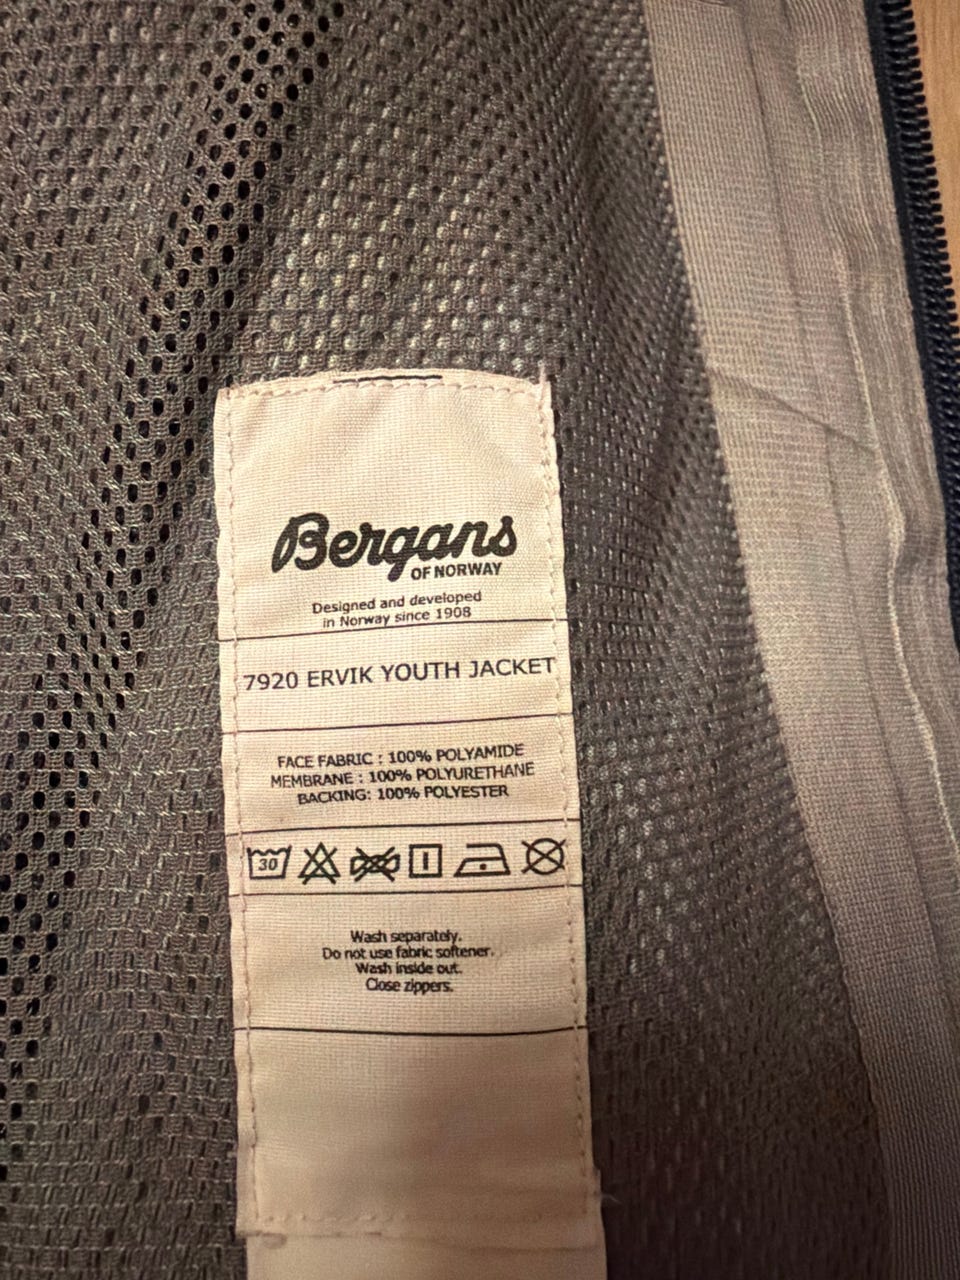 Bergans
OF NORWAY
Designed and developed
in Norway since 1908
7920 ERVIK YOUTH JACKET
FACE FABRIC : 100% POLYAMIDE
MEMBRANE : 100% POLYURETHANE
BACKING: 100% POLYESTER
30
Wash separately.
Do not use fabric softener.
Wash inside out.
Close zippers.